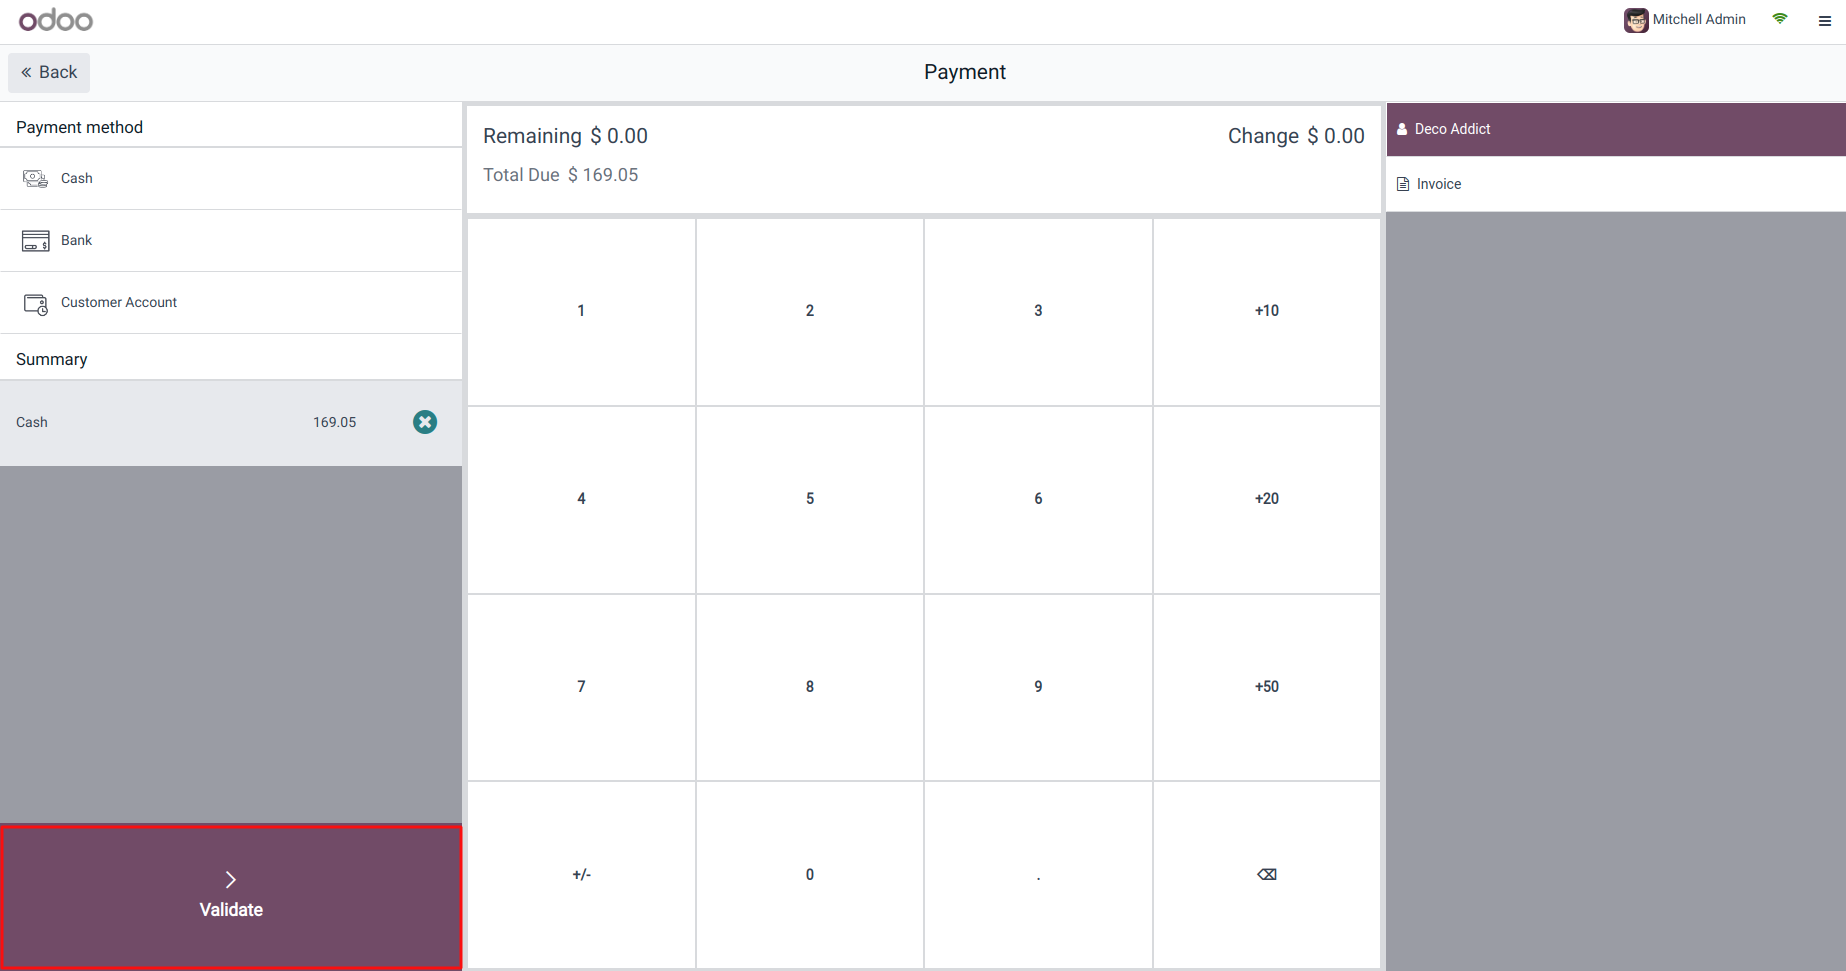 odoo
Mitchell Admin
Back
Payment
Payment method
Cash
Bank
Customer Account
Summary
Cash 169.05
Validate
Remaining $ 0.00
Change $ 0.00
Total Due $ 169.05
1 2 3 +10
4 5 6 +20
7 8 9 +50
+/- 0 .
Deco Addict
Invoice